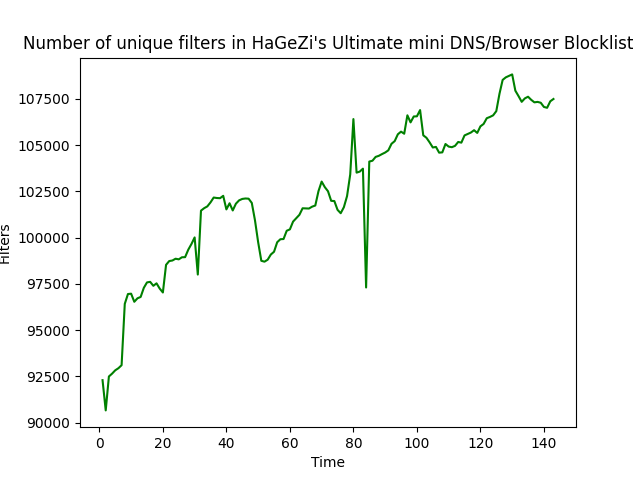 Number of unique filters in HaGeZi's Ultimate mini DNS/Browser Blocklist
107500
105000
102500
100000
97500
95000
92500
90000
Filters
0 20 40 60 80 100 120 140
Time